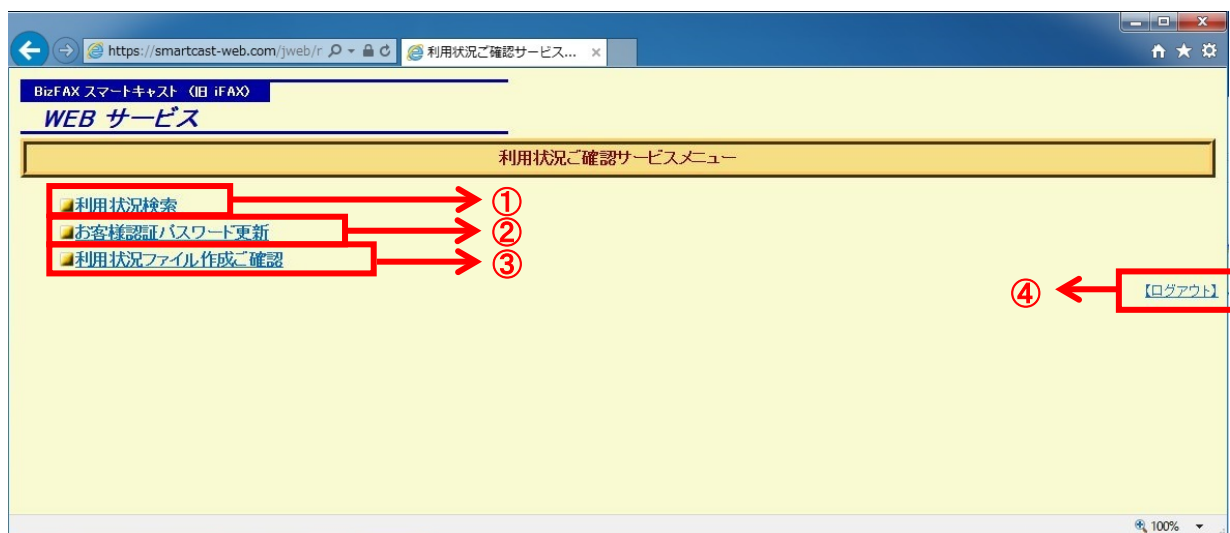 https://smartcast-web.com/jweb/r
利用状況ご確認サービス...
BizFAX スマートキャスト（旧 iFAX）
WEB サービス
利用状況ご確認サービスメニュー
利用状況検索 ①
お客様認証パスワード更新 ②
利用状況ファイル作成ご確認 ③
④ 【ログアウト】
100%